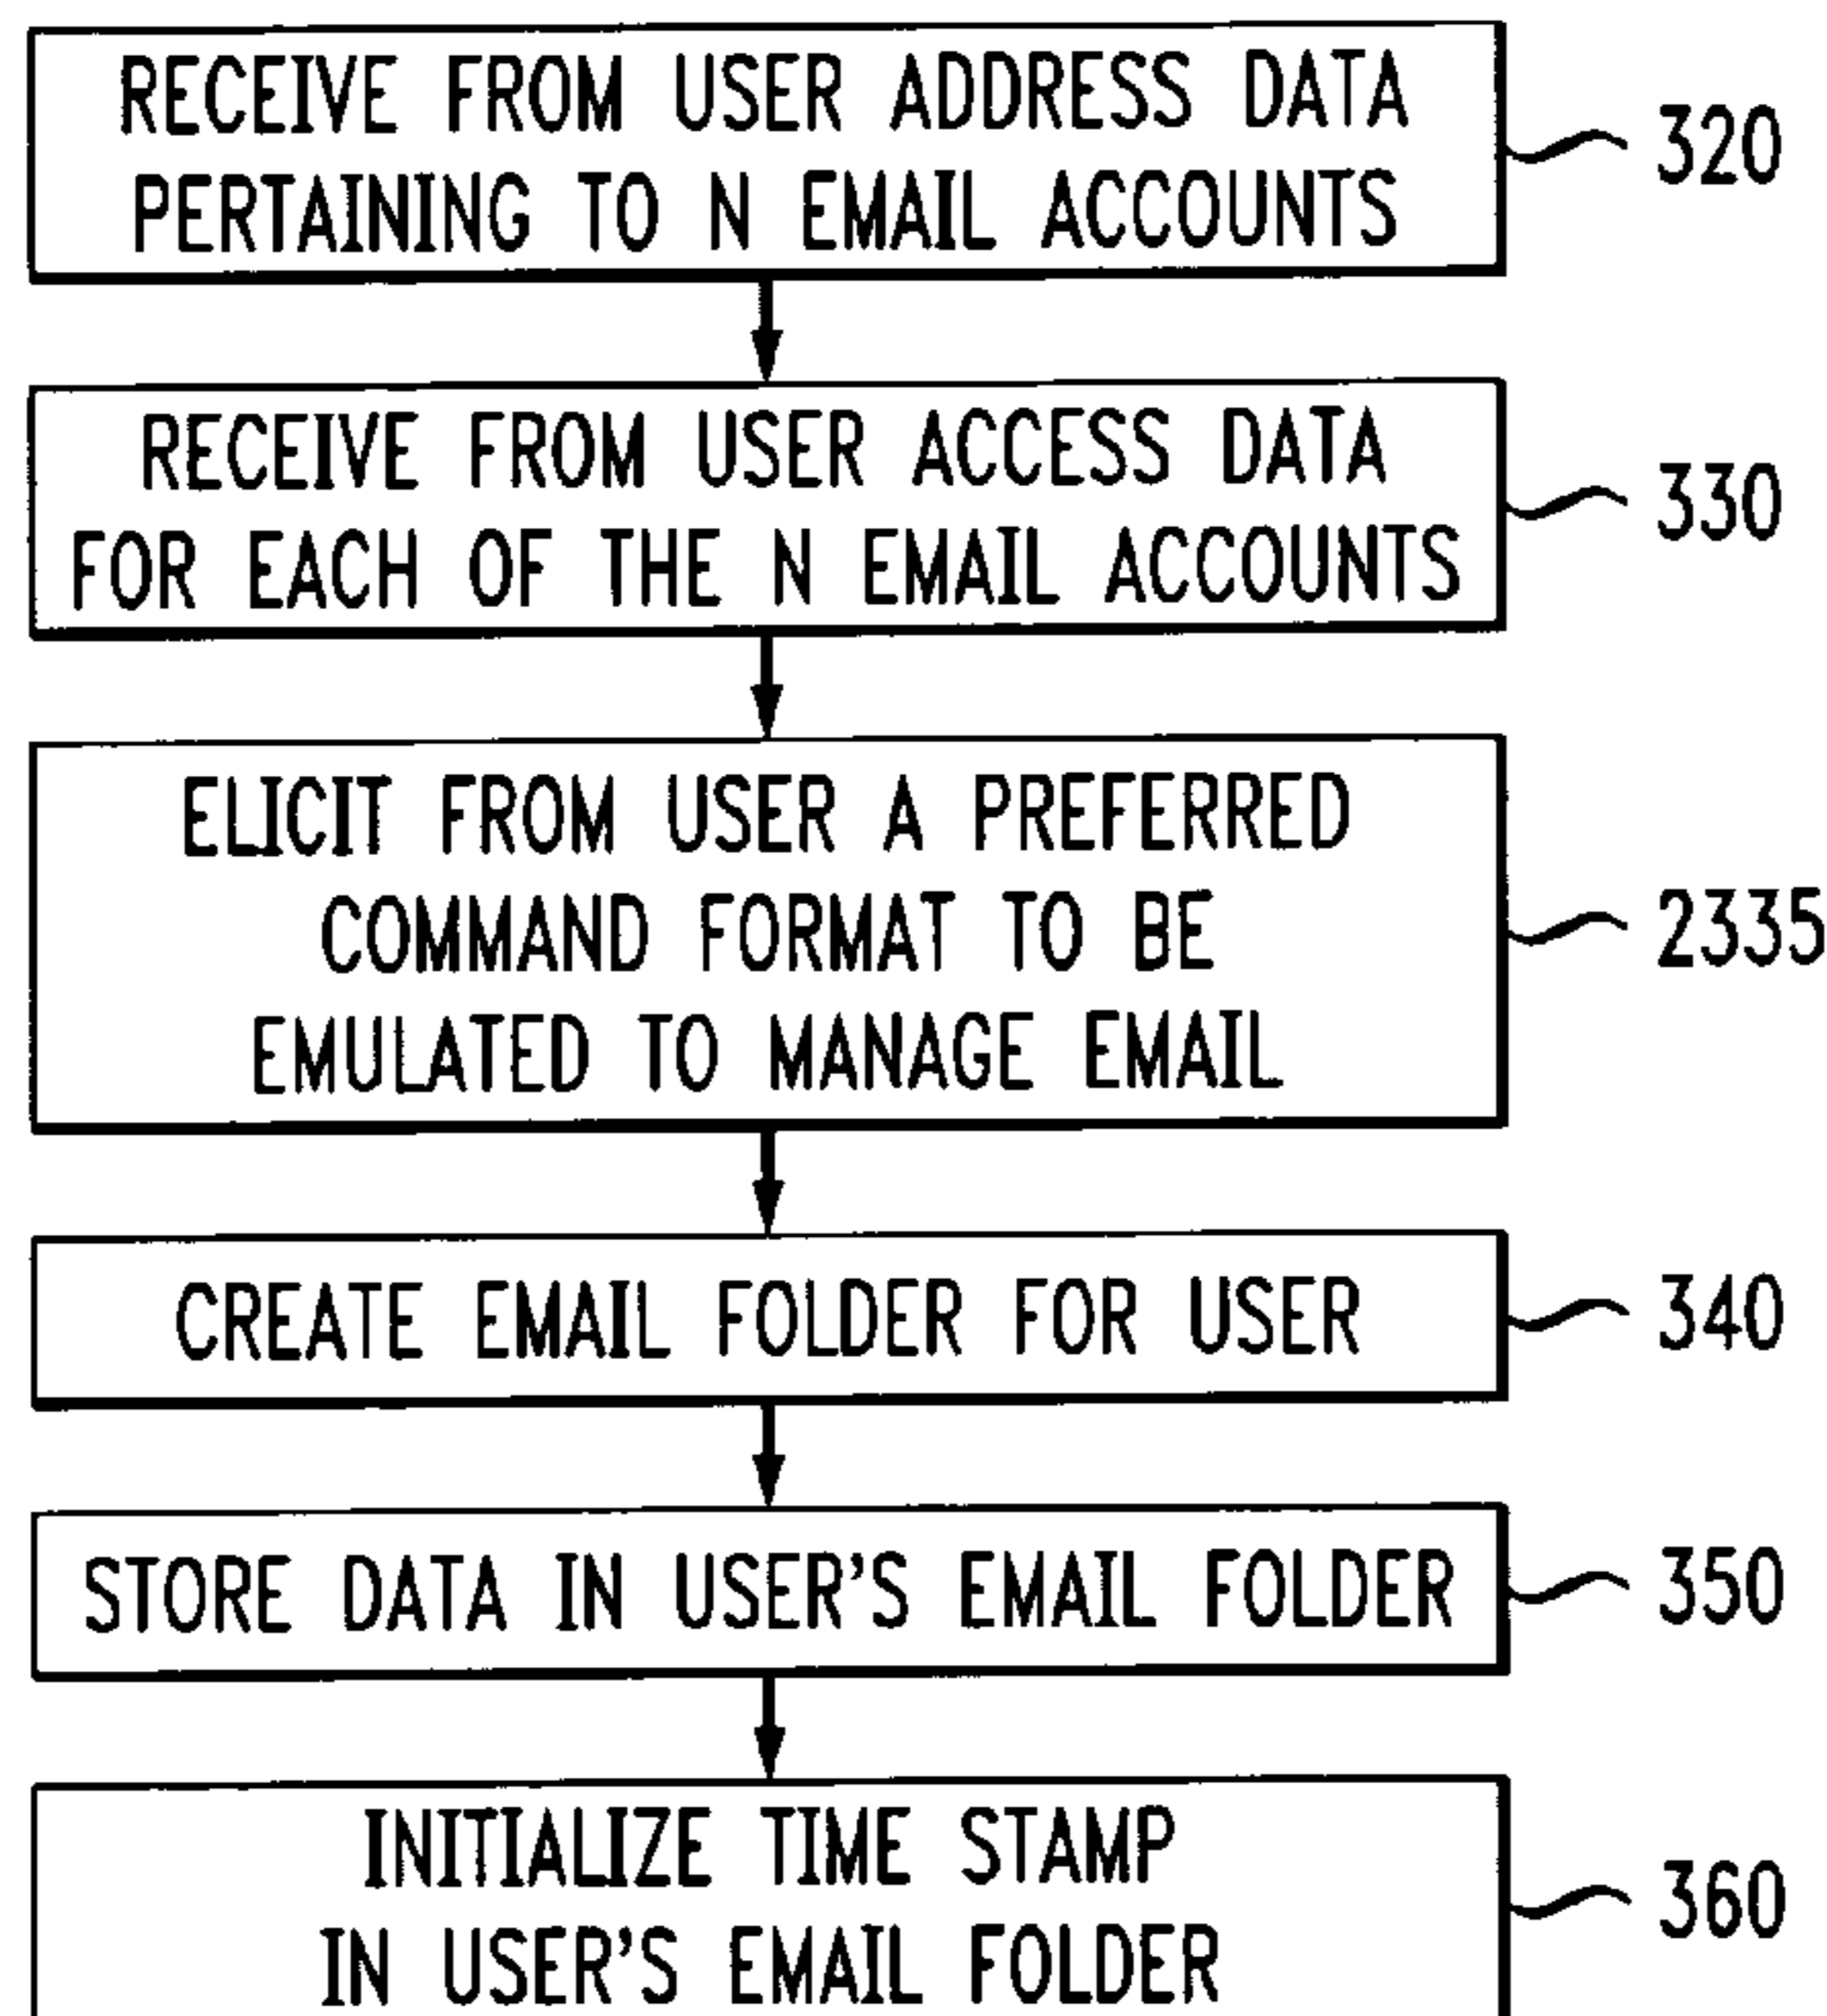 RECEIVE FROM USER ADDRESS DATA
PERTAINING TO N EMAIL ACCOUNTS
320
RECEIVE FROM USER ACCESS DATA
FOR EACH OF THE N EMAIL ACCOUNTS
330
ELICIT FROM USER A PREFERRED
COMMAND FORMAT TO BE
EMULATED TO MANAGE EMAIL
2335
CREATE EMAIL FOLDER FOR USER
340
STORE DATA IN USER'S EMAIL FOLDER
350
INITIALIZE TIME STAMP
IN USER'S EMAIL FOLDER
360